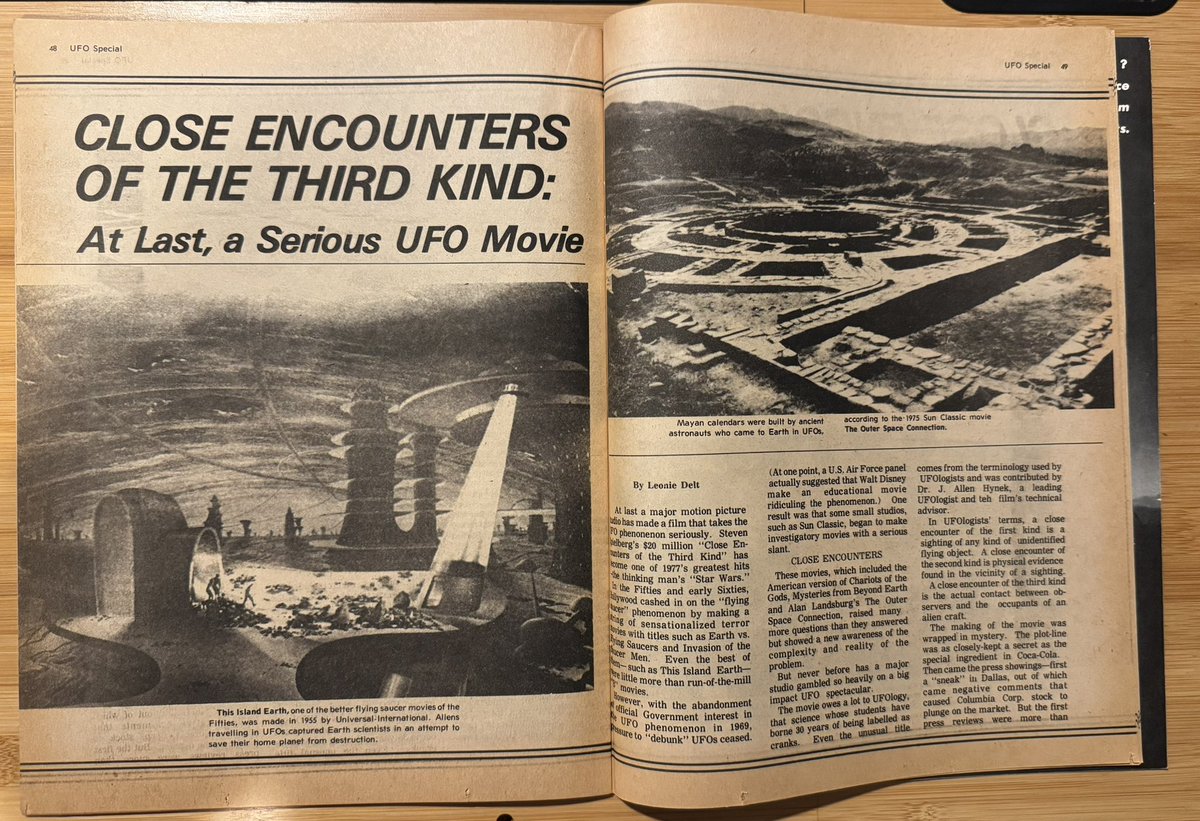 48 UFO Special
CLOSE ENCOUNTERS
OF THE THIRD KIND:
At Last, a Serious UFO Movie
This Island Earth, one of the better flying saucer movies of the
Fifties, was made in 1955 by Universal-International. Aliens
travelling in UFOs captured Earth scientists in an attempt to
save their home planet from destruction.
UFO Special 49
Mayan calendars were built by ancient
astronauts who came to Earth in UFOs,
according to the 1975 Sun Classic movie
The Outer Space Connection.
By Leonie Delt
At last a major motion picture
has made a film that takes the
phenonenon seriously. Steven
$20 million "Close En-
of the Third Kind" has
one of 1977's greatest hits
the thinking man's "Star Wars."
In the Fifties and early Sixties,
cashed in on the "flying
phenomenon by making a
of sensationalized terror
with titles such as Earth vs.
Saucers and Invasion of the
Men. Even the best of
such as This Island Earth—
little more than run-of-the-mill
movies.
However, with the abandonment
official Government interest in
UFO phenomenon in 1969,
to "debunk" UFOs ceased.
(At one point, a U.S. Air Force panel
actually suggested that Walt Disney
make an educational movie
ridiculing the phenomenon.) One
result was that some small studios,
such as Sun Classic, began to make
investigatory movies with a serious
slant.
CLOSE ENCOUNTERS
These movies, which included the
American version of Chariots of the
Gods, Mysteries from Beyond Earth
and Alan Landsburg's The Outer
Space Connection, raised many
more questions than they answered
but showed a new awareness of the
complexity and reality of the
problem.
But never before has a major
studio gambled so heavily on a big
impact UFO spectacular.
The movie owes a lot to UFOlogy,
that science whose students have
borne 30 years of being labelled as
cranks. Even the unusual title
comes from the terminology used by
UFOlogists and was contributed by
Dr. J. Allen Hynek, a leading
UFOlogist and teh film's technical
advisor.
In UFOlogists' terms, a close
encounter of the first kind is a
sighting of any kind of unidentified
flying object. A close encounter of
the second kind is physical evidence
found in the vicinity of a sighting.
A close encounter of the third kind
is the actual contact between ob-
servers and the occupants of an
alien craft.
The making of the movie was
wrapped in mystery. The plot-line
was as closely-kept a secret as the
special ingredient in Coca-Cola.
Then came the press showings—first
a "sneak" in Dallas, out of which
came negative comments that
caused Columbia Corp. stock to
plunge on the market. But the first
press reviews were more than
?
s.